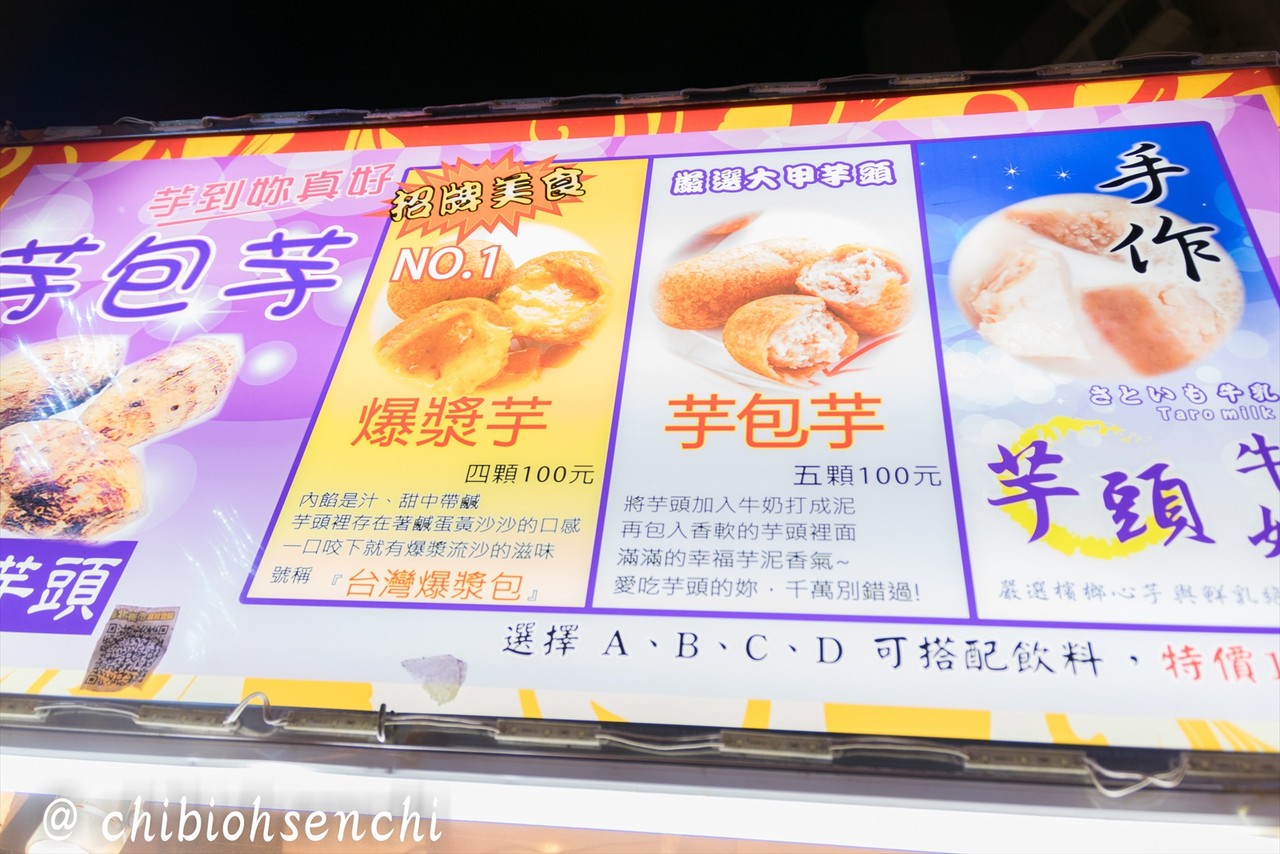 芋到妳真好
芋包芋
芋頭
招牌美食
NO.1
爆漿芋
四顆100元
內餡是汁、甜中帶鹹
芋頭裡存在著鹹蛋黃沙沙的口感
一口咬下就有爆漿流沙的滋味
號稱『台灣爆漿包』
嚴選大甲芋頭
芋包芋
五顆100元
將芋頭加入牛奶打成泥
再包入香軟的芋頭裡面
滿滿的幸福芋泥香氣~
愛吃芋頭的妳．千萬別錯過!
手作
さといも牛乳
Taro milk
芋頭牛奶
嚴選檳榔心芋與鮮乳
選擇 A、B、C、D 可搭配飲料，特價1
@ chibiohsenchi